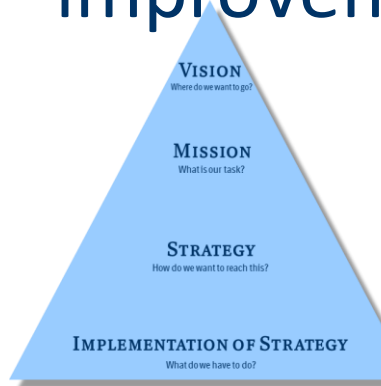 VISION
Where do we want to go?
MISSION
What is our task?
STRATEGY
How do we want to reach this?
IMPLEMENTATION OF STRATEGY
What do we have to do?